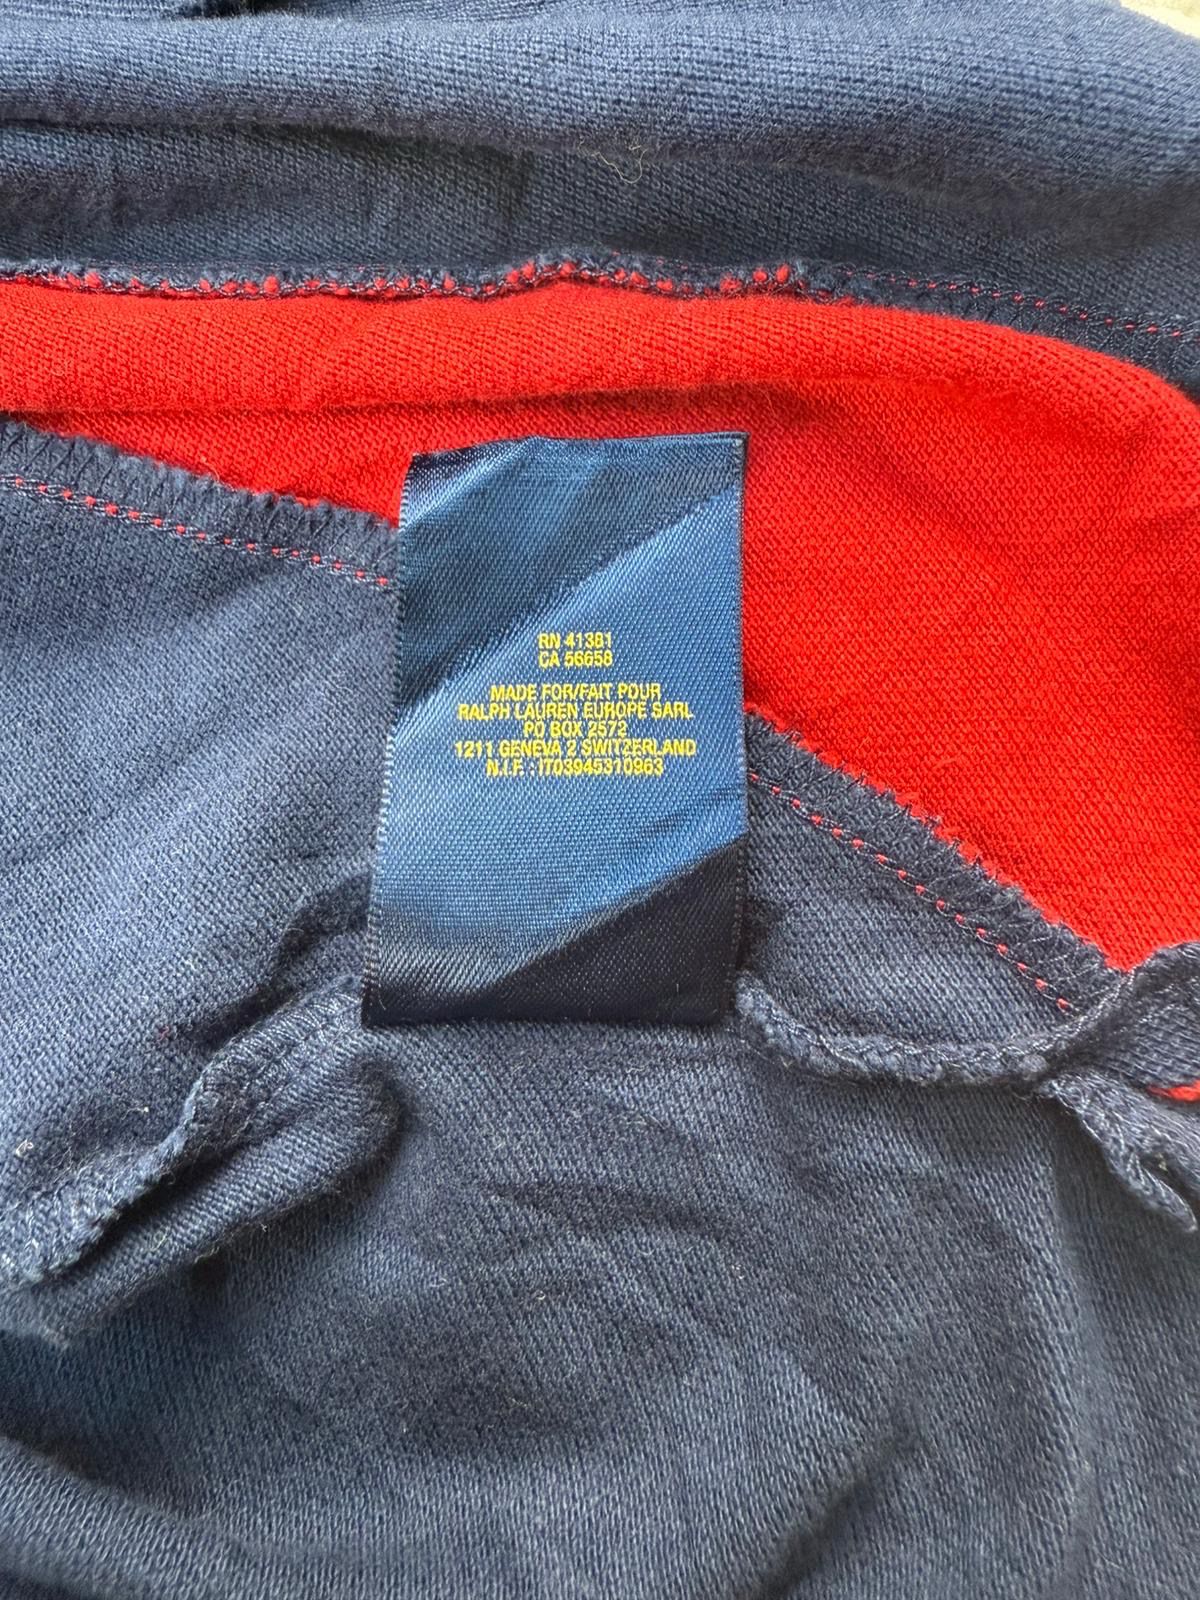 RN 41381
CA 56658
MADE FOR/FAIT POUR
RALPH LAUREN EUROPE SARL
PO BOX 2572
1211 GENEVA 2 SWITZERLAND
N.I.F. : IT03945310963